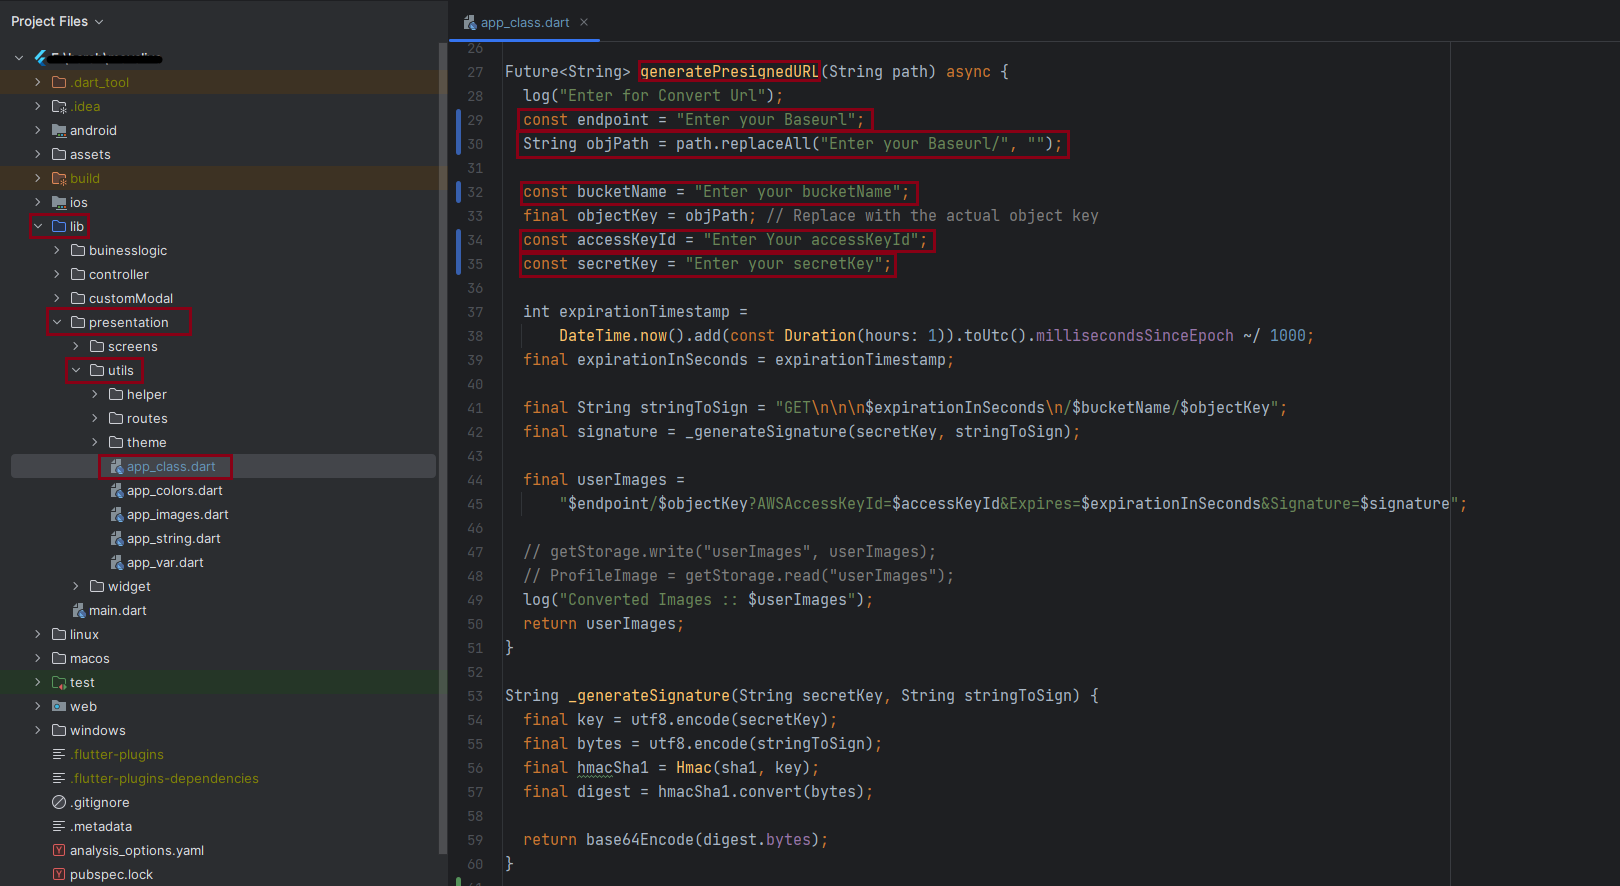 Project Files
.dart_tool
.idea
android
assets
build
ios
lib
buinesslogic
controller
customModal
presentation
screens
utils
helper
routes
theme
app_class.dart
app_colors.dart
app_images.dart
app_string.dart
app_var.dart
widget
main.dart
linux
macos
test
web
windows
.flutter-plugins
.flutter-plugins-dependencies
.gitignore
.metadata
analysis_options.yaml
pubspec.lock
app_class.dart
26
27 Future<String> generatePresignedURL(String path) async {
28 log("Enter for Convert Url");
29 const endpoint = "Enter your Baseurl";
30 String objPath = path.replaceAll("Enter your Baseurl/", "");
31
32 const bucketName = "Enter your bucketName";
33 final objectKey = objPath; // Replace with the actual object key
34 const accessKeyId = "Enter Your accessKeyId";
35 const secretKey = "Enter your secretKey";
36
37 int expirationTimestamp =
38 DateTime.now().add(const Duration(hours: 1)).toUtc().millisecondsSinceEpoch ~/ 1000;
39 final expirationInSeconds = expirationTimestamp;
40
41 final String stringToSign = "GET\n\n\n$expirationInSeconds\n/$bucketName/$objectKey";
42 final signature = _generateSignature(secretKey, stringToSign);
43
44 final userImages =
45 "$endpoint/$objectKey?AWSAccessKeyId=$accessKeyId&Expires=$expirationInSeconds&Signature=$signature";
46
47 // getStorage.write("userImages", userImages);
48 // ProfileImage = getStorage.read("userImages");
49 log("Converted Images :: $userImages");
50 return userImages;
51 }
52
53 String _generateSignature(String secretKey, String stringToSign) {
54 final key = utf8.encode(secretKey);
55 final bytes = utf8.encode(stringToSign);
56 final hmacSha1 = Hmac(sha1, key);
57 final digest = hmacSha1.convert(bytes);
58
59 return base64Encode(digest.bytes);
60 }